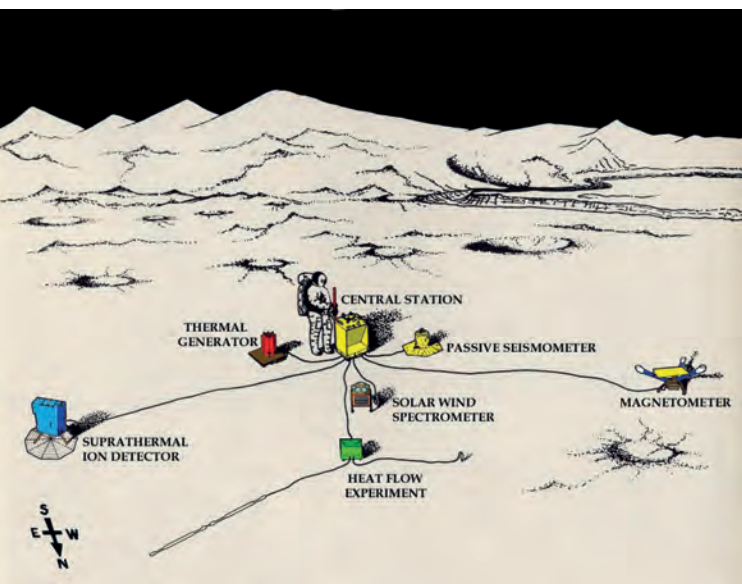 CENTRAL STATION
THERMAL
GENERATOR
PASSIVE SEISMOMETER
MAGNETOMETER
SOLAR WIND
SPECTROMETER
SUPRATHERMAL
ION DETECTOR
HEAT FLOW
EXPERIMENT
S
E W
N